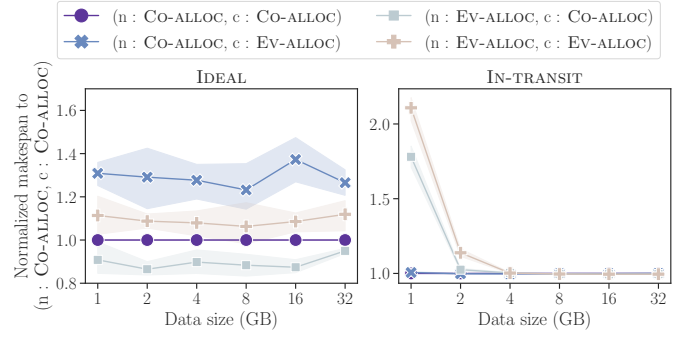 (n : CO-ALLOC, c : CO-ALLOC)
(n : EV-ALLOC, c : CO-ALLOC)
(n : CO-ALLOC, c : EV-ALLOC)
(n : EV-ALLOC, c : EV-ALLOC)
Normalized makespan to
(n : CO-ALLOC, c : CO-ALLOC)
IDEAL
1.6
1.4
1.2
1.0
0.8
1 2 4 8 16 32
Data size (GB)
IN-TRANSIT
2.0
1.5
1.0
1 2 4 8 16 32
Data size (GB)